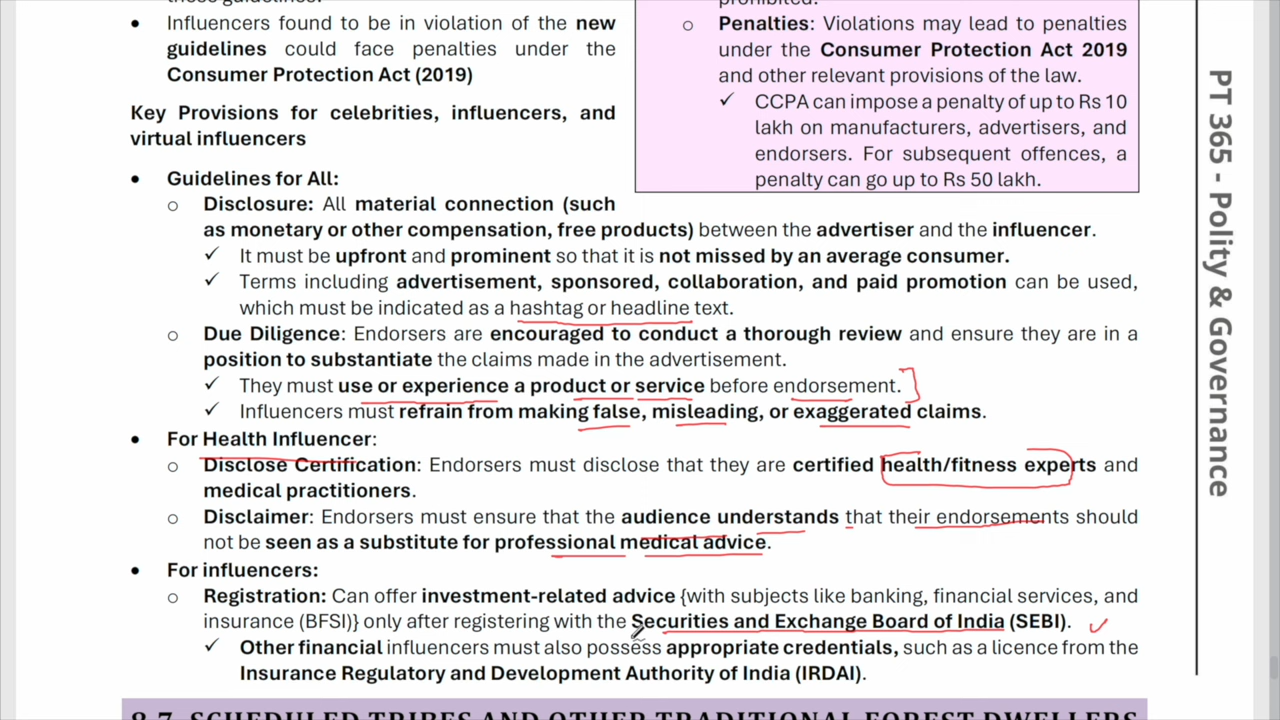 these guidelines.
• Influencers found to be in violation of the new
guidelines could face penalties under the
Consumer Protection Act (2019)
Key Provisions for celebrities, influencers, and
virtual influencers
prohibited.
o Penalties: Violations may lead to penalties
under the Consumer Protection Act 2019
and other relevant provisions of the law.
✓ CCPA can impose a penalty of up to Rs 10
lakh on manufacturers, advertisers, and
endorsers. For subsequent offences, a
penalty can go up to Rs 50 lakh.
• Guidelines for All:
o Disclosure: All material connection (such
as monetary or other compensation, free products) between the advertiser and the influencer.
✓ It must be upfront and prominent so that it is not missed by an average consumer.
✓ Terms including advertisement, sponsored, collaboration, and paid promotion can be used,
which must be indicated as a hashtag or headline text.
o Due Diligence: Endorsers are encouraged to conduct a thorough review and ensure they are in a
position to substantiate the claims made in the advertisement.
✓ They must use or experience a product or service before endorsement.
✓ Influencers must refrain from making false, misleading, or exaggerated claims.
• For Health Influencer:
o Disclose Certification: Endorsers must disclose that they are certified health/fitness experts and
medical practitioners.
o Disclaimer: Endorsers must ensure that the audience understands that their endorsements should
not be seen as a substitute for professional medical advice.
• For influencers:
o Registration: Can offer investment-related advice {with subjects like banking, financial services, and
insurance (BFSI)} only after registering with the Securities and Exchange Board of India (SEBI).
✓ Other financial influencers must also possess appropriate credentials, such as a licence from the
Insurance Regulatory and Development Authority of India (IRDAI).
8.7. SCHEDULED TRIBES AND OTHER TRADITIONAL FOREST DWELLERS
PT 365 - Polity & Governance